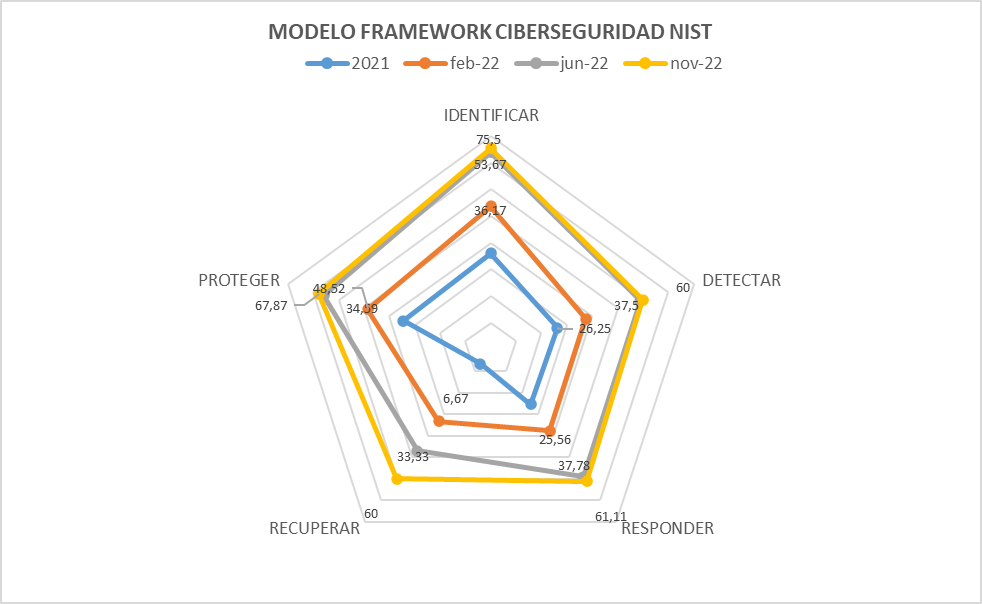 MODELO FRAMEWORK CIBERSEGURIDAD NIST
2021 feb-22 jun-22 nov-22
IDENTIFICAR
75,5
53,67
36,17
PROTEGER
DETECTAR
48,52
60
67,87
34,59
37,5
26,25
6,67
25,56
33,33
37,78
60
61,11
RECUPERAR
RESPONDER